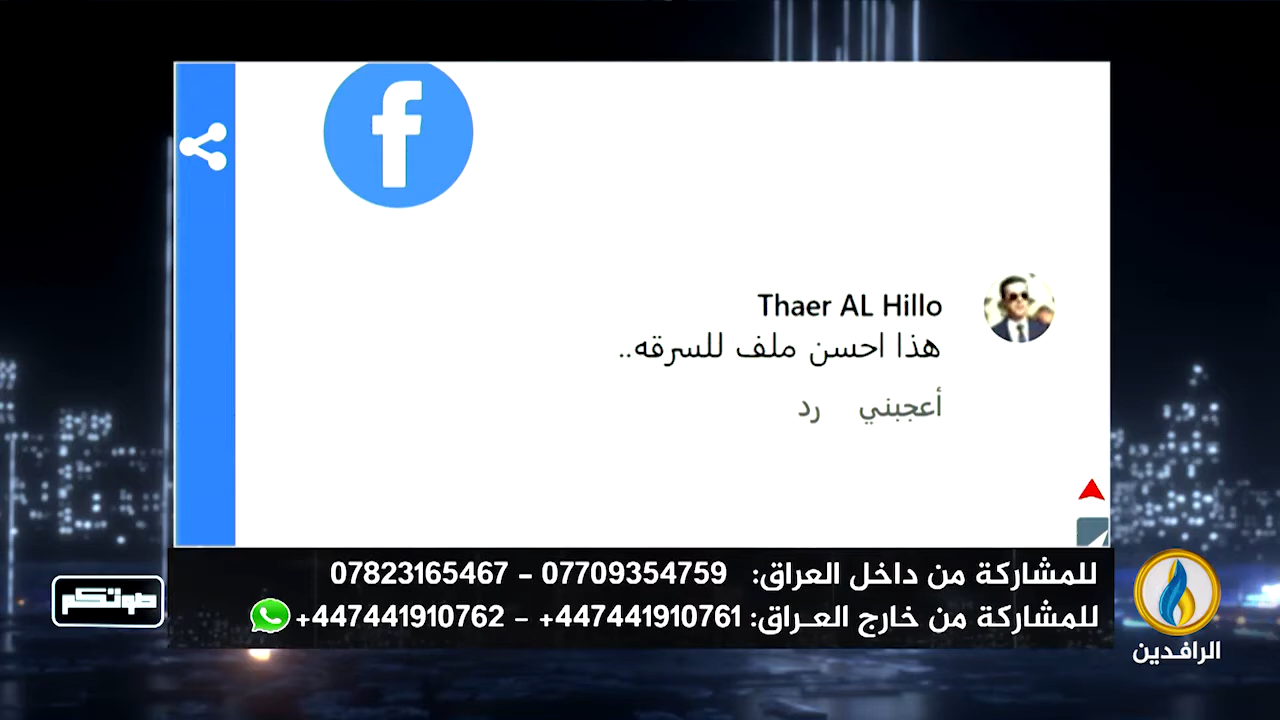 Thaer AL Hillo
هذا احسن ملف للسرقه..
أعجبني رد
للمشاركة من داخل العراق: 07709354759 - 07823165467
للمشاركة من خارج العـراق: 447441910761+ - 447441910762+
صوتكم
الرافدين